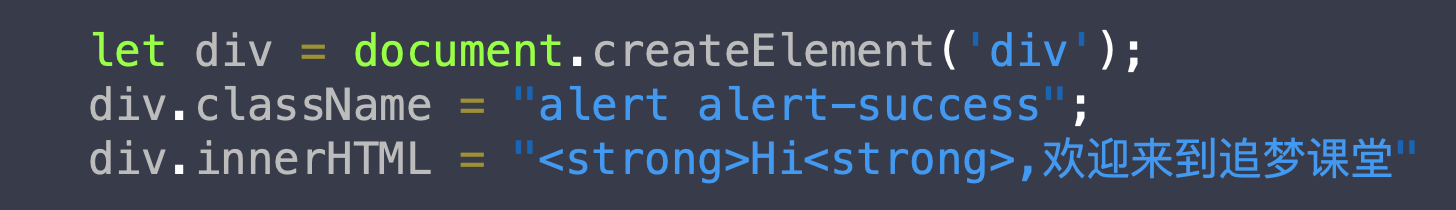 let div = document.createElement('div');
div.className = "alert alert-success";
div.innerHTML = "<strong>Hi<strong>,欢迎来到追梦课堂"